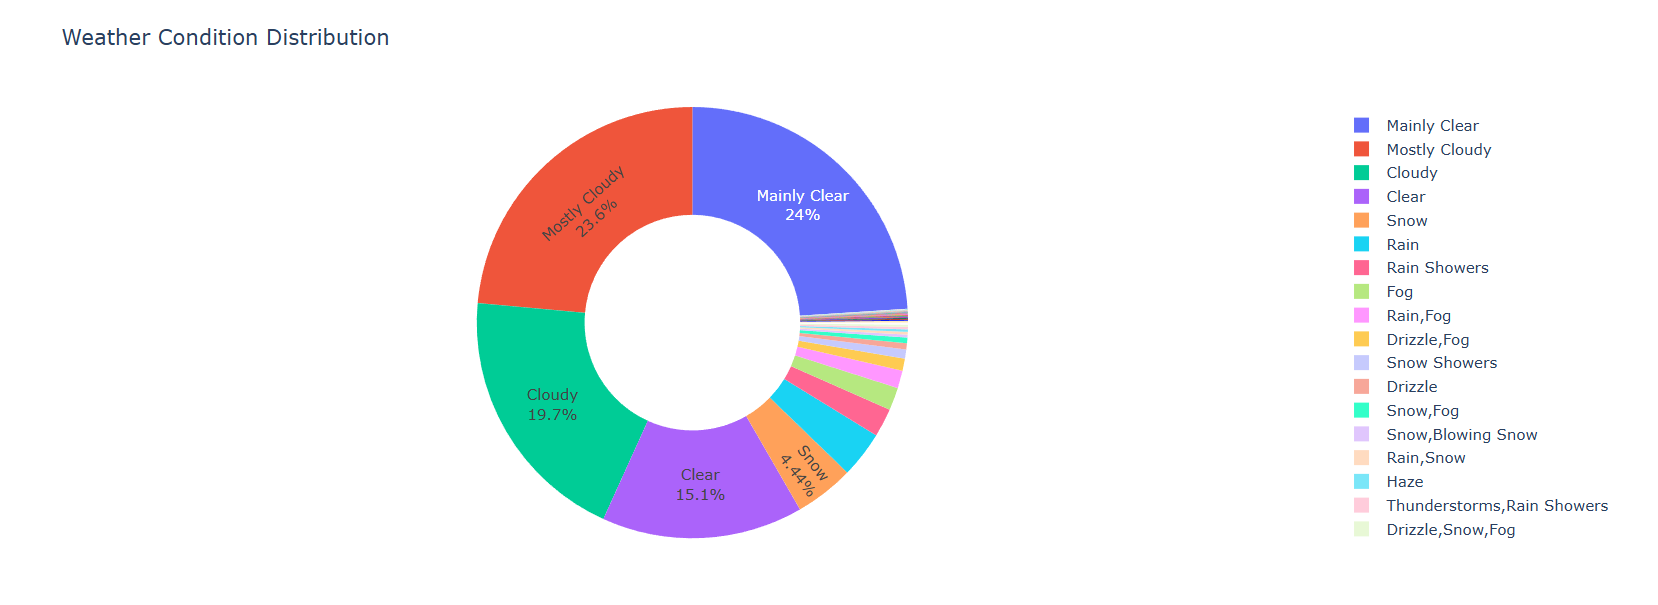 Weather Condition Distribution
Mostly Cloudy
23.6%
Mainly Clear
24%
Cloudy
19.7%
Clear
15.1%
Snow
4.44%
Mainly Clear
Mostly Cloudy
Cloudy
Clear
Snow
Rain
Rain Showers
Fog
Rain,Fog
Drizzle,Fog
Snow Showers
Drizzle
Snow,Fog
Snow,Blowing Snow
Rain,Snow
Haze
Thunderstorms,Rain Showers
Drizzle,Snow,Fog